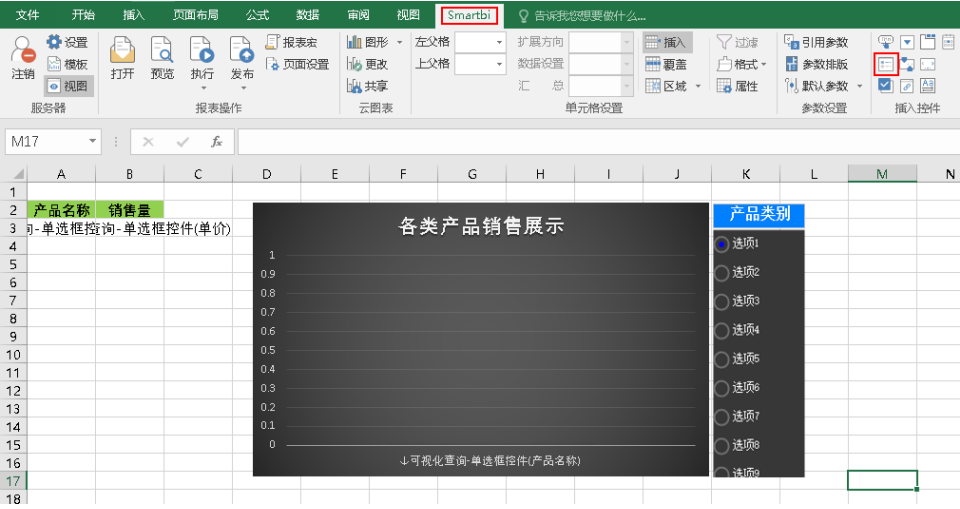 文件 开始 插入 页面布局 公式 数据 审阅 视图 Smartbi 告诉我您想要做什么...
设置 报表宏 图形 左父格 扩展方向 插入 过滤 引用参数
注销 模板 打开 预览 执行 发布 页面设置 更改 上父格 数据设置 覆盖 格式 参数排版
视图 共享 汇 总 区域 属性 默认参数
服务器 报表操作 云图表 单元格设置 参数设置 插入控件
M17 fx
A B C D E F G H I J K L M N
1
2 产品名称 销售量 各类产品销售展示 产品类别
3 旬-单选框控查询-单选框控件(单价)
4 选项1
5 1
6 0.9 选项2
7 0.8 选项3
8 0.7
9 0.6 选项4
10 0.5 选项5
11 0.4
12 0.3 选项6
13 0.2 选项7
14 0.1
15 0 选项8
16 ↓可视化查询-单选框控件(产品名称)
17 选项9
18